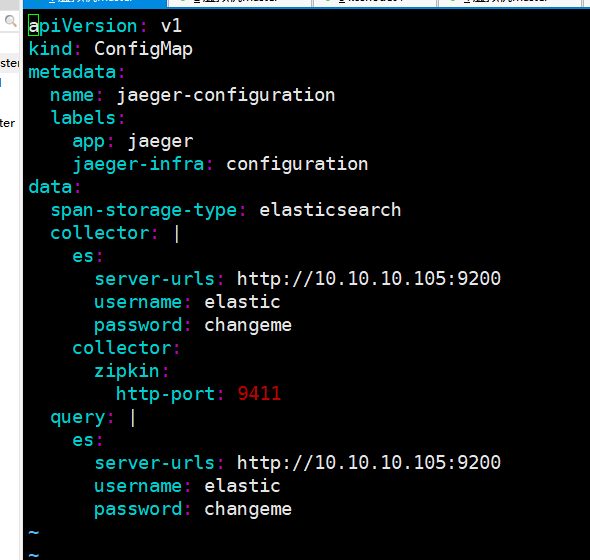 ster
ter
apiVersion: v1
kind: ConfigMap
metadata:
  name: jaeger-configuration
  labels:
    app: jaeger
    jaeger-infra: configuration
data:
  span-storage-type: elasticsearch
  collector: |
    es:
      server-urls: http://10.10.10.105:9200
      username: elastic
      password: changeme
    collector:
      zipkin:
        http-port: 9411
  query: |
    es:
      server-urls: http://10.10.10.105:9200
      username: elastic
      password: changeme
~
~